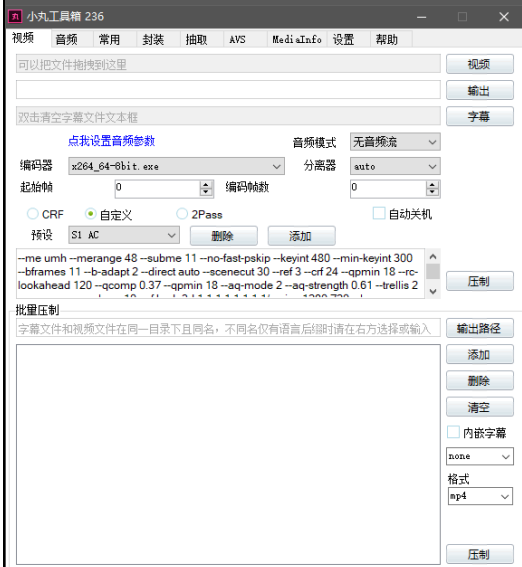 小丸工具箱 236
视频 音频 常用 封装 抽取 AVS MediaInfo 设置 帮助
可以把文件拖拽到这里 视频
输出
双击清空字幕文件文本框 字幕
点我设置音频参数 音频模式 无音频流
编码器 x264_64-8bit.exe 分离器 auto
起始帧 0 编码帧数 0
CRF 自定义 2Pass 自动关机
预设 S1 AC 删除 添加
--me umh --merange 48 --subme 11 --no-fast-pskip --keyint 480 --min-keyint 300
--bframes 11 --b-adapt 2 --direct auto --scenecut 30 --ref 3 --crf 24 --qpmin 18 --rc-
lookahead 120 --qcomp 0.37 --qpmin 18 --aq-mode 2 --aq-strength 0.61 --trellis 2
压制
批量压制
字幕文件和视频文件在同一目录下且同名，不同名仅有语言后缀时请在右方选择或输入 输出路径
添加
删除
清空
内嵌字幕
none
格式
mp4
压制